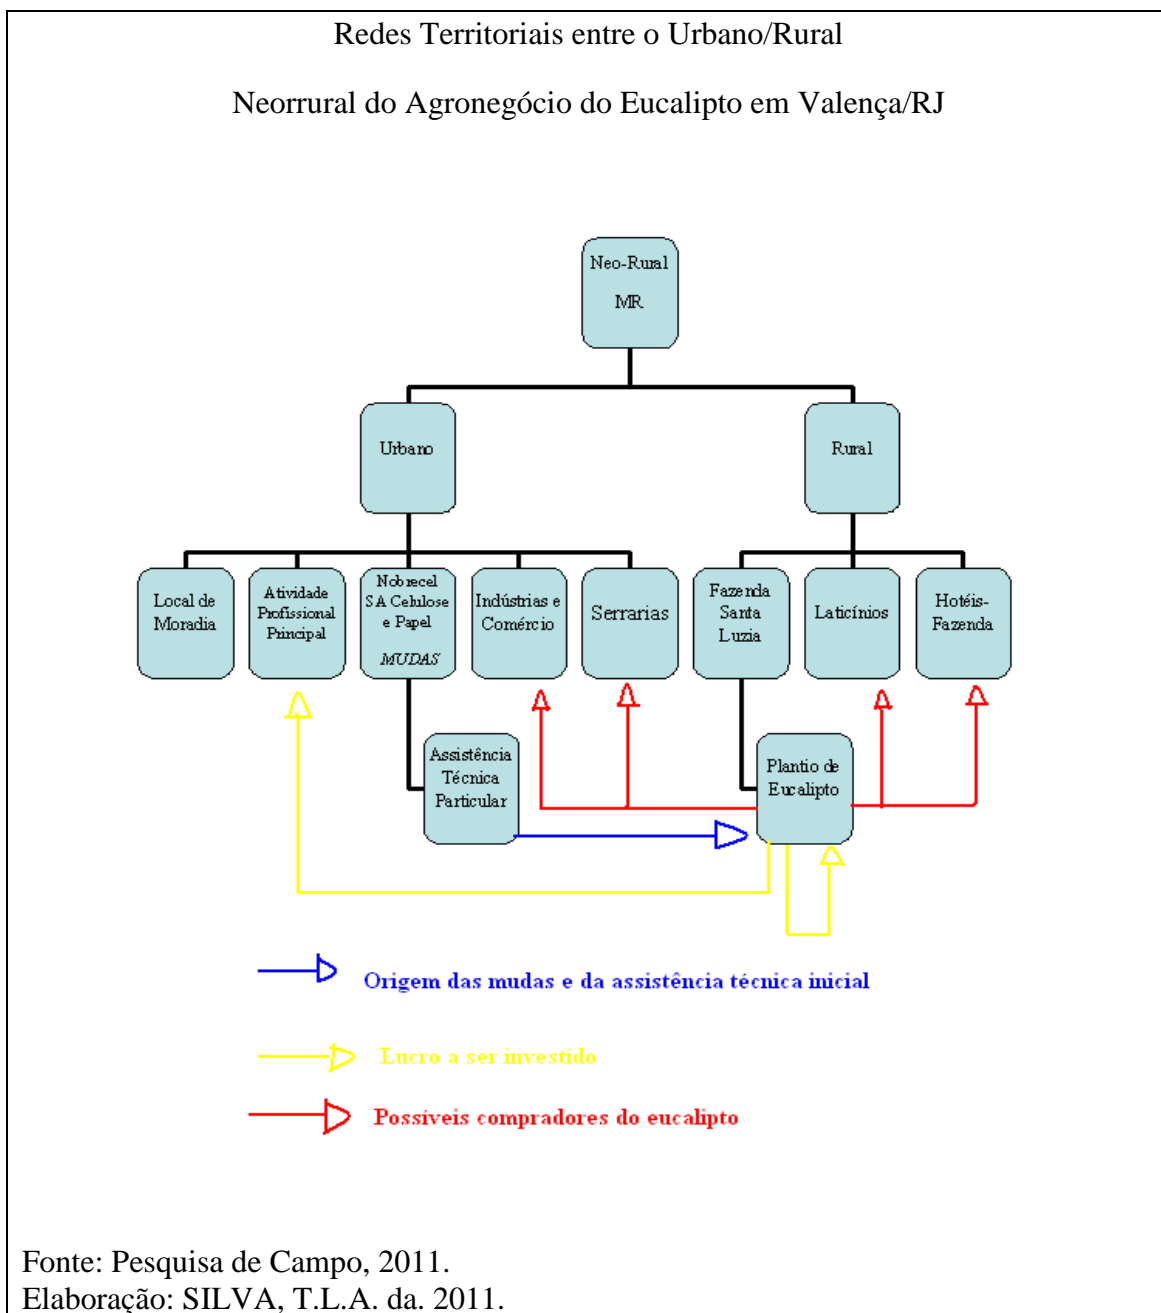 Redes Territoriais entre o Urbano/Rural
Neorrural do Agronegócio do Eucalipto em Valença/RJ
Neo-Rural
MR
Urbano
Rural
Local de
Moradia
Atividade
Profissional
Principal
Nobrecel
SA Celulose
e Papel
MUDAS
Indústrias e
Comércio
Serrarias
Fazenda
Santa
Luzia
Laticínios
Hotéis-
Fazenda
Assistência
Técnica
Particular
Plantio de
Eucalipto
Origem das mudas e da assistência técnica inicial
Lucro a ser investido
Possíveis compradores do eucalipto
Fonte: Pesquisa de Campo, 2011.
Elaboração: SILVA, T.L.A. da. 2011.